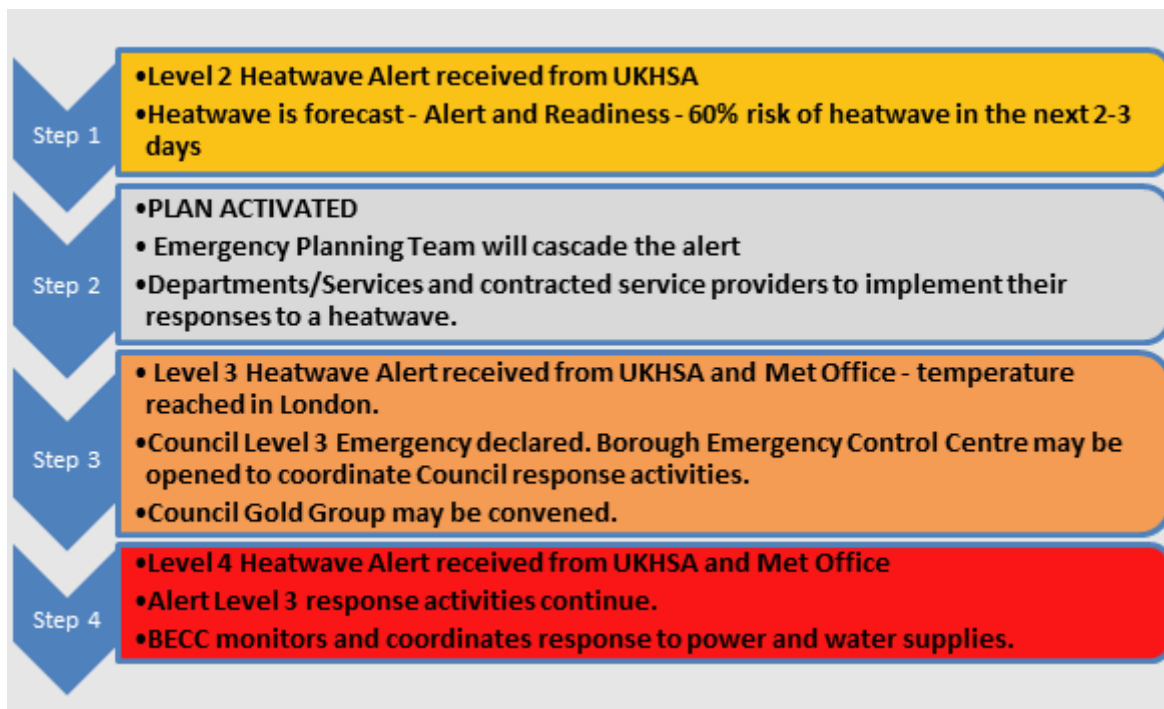 Step 1
•Level 2 Heatwave Alert received from UKHSA
•Heatwave is forecast - Alert and Readiness - 60% risk of heatwave in the next 2-3
days
Step 2
•PLAN ACTIVATED
• Emergency Planning Team will cascade the alert
•Departments/Services and contracted service providers to implement their
responses to a heatwave.
Step 3
• Level 3 Heatwave Alert received from UKHSA and Met Office - temperature
reached in London.
•Council Level 3 Emergency declared. Borough Emergency Control Centre may be
opened to coordinate Council response activities.
•Council Gold Group may be convened.
Step 4
•Level 4 Heatwave Alert received from UKHSA and Met Office
•Alert Level 3 response activities continue.
•BECC monitors and coordinates response to power and water supplies.